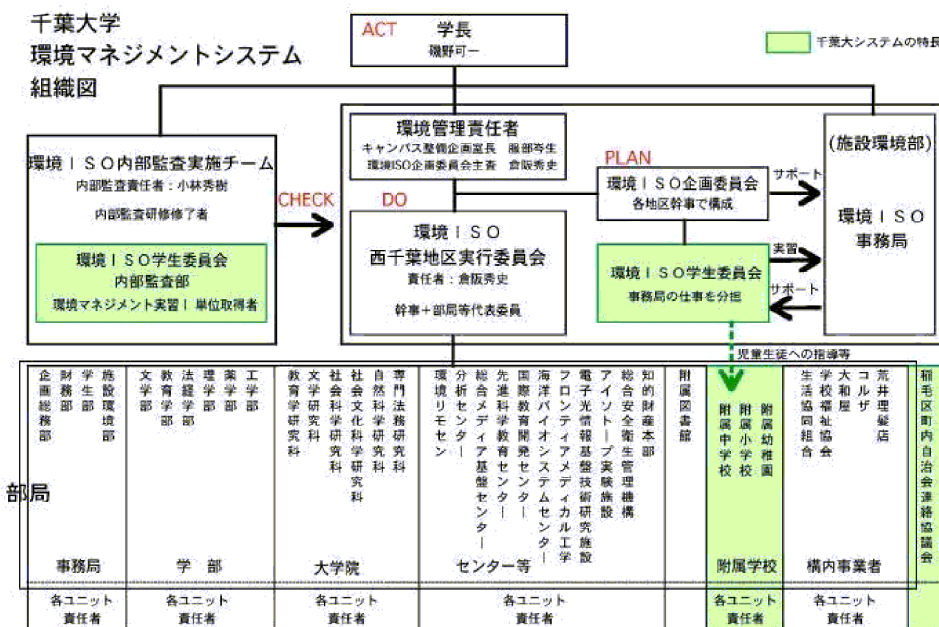 千葉大学
環境マネジメントシステム
組織図
ACT 学長
磯野可一
千葉大システムの特長
環境ISO内部監査実施チーム
内部監査責任者：小林秀樹
内部監査研修修了者
環境ISO学生委員会
内部監査部
環境マネジメント実習Ⅰ単位取得者
CHECK
環境管理責任者
キャンパス整備企画室長 服部岑生
環境ISO企画委員会主査 倉阪秀史
DO
環境ISO
西千葉地区実行委員会
責任者：倉阪秀史
幹事＋部局等代表委員
PLAN
環境ISO企画委員会
各地区幹事で構成
環境ISO学生委員会
事務局の仕事を分担
サポート
実習
サポート
(施設環境部)
環境ISO
事務局
児童生徒への指導等
部局
企画総務部
財務部
学生部
施設環境部
事務局
文学部
教育学部
法経学部
理学部
薬学部
工学部
学 部
教育学研究科
文学研究科
社会科学研究科
社会文化科学研究科
自然科学研究科
専門法務研究科
大学院
環境リモセン
分析センター
総合メディア基盤センター
先進科学教育センター
国際教育開発センター
海洋バイオシステムセンター
フロンティアメディカル工学
電子光情報基盤技術研究施設
アイソトープ実験施設
総合安全衛生管理機構
知的財産本部
センター等
附属図書館
附属中学校
附属小学校
附属幼稚園
附属学校
生活協同組合
学校福祉協会
大和屋
コルザ
荒井理髪店
構内事業者
稲毛区町内自治会連絡協議会
各ユニット
責任者
各ユニット
責任者
各ユニット
責任者
各ユニット
責任者
各ユニット
責任者
各ユニット
責任者